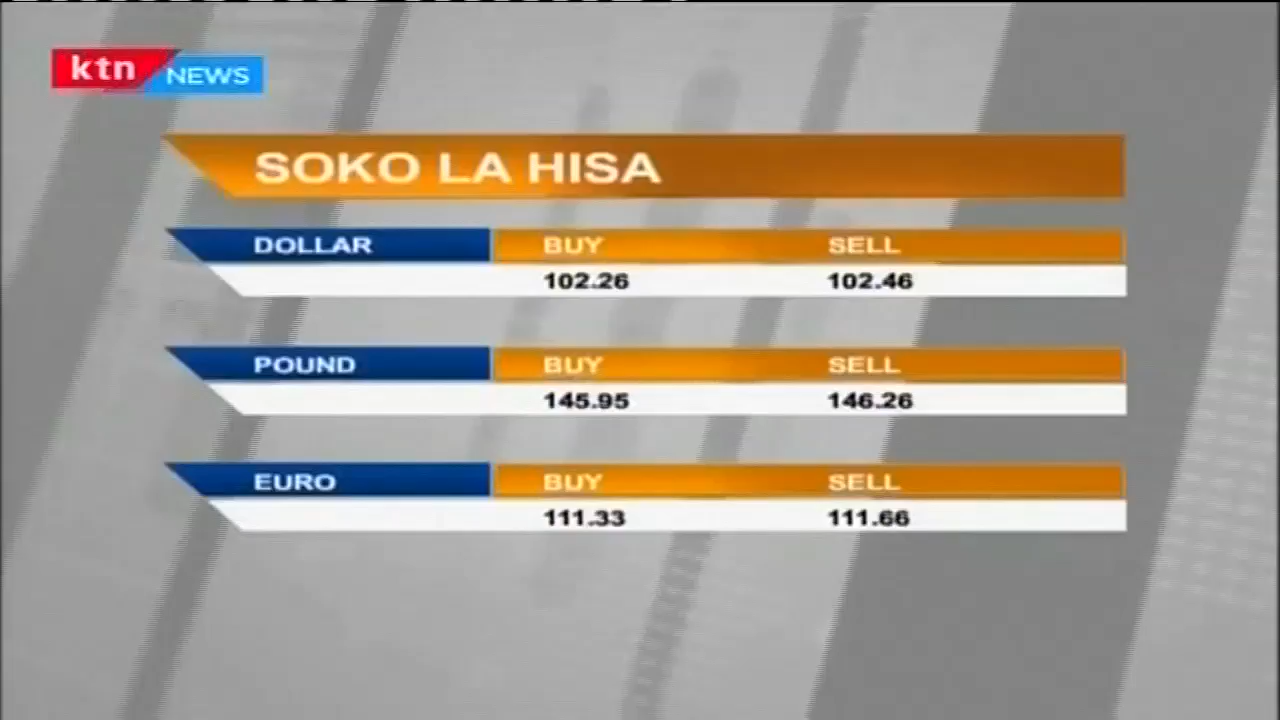 ktn NEWS
SOKO LA HISA
DOLLAR BUY SELL
102.26 102.46
POUND BUY SELL
145.95 146.26
EURO BUY SELL
111.33 111.66